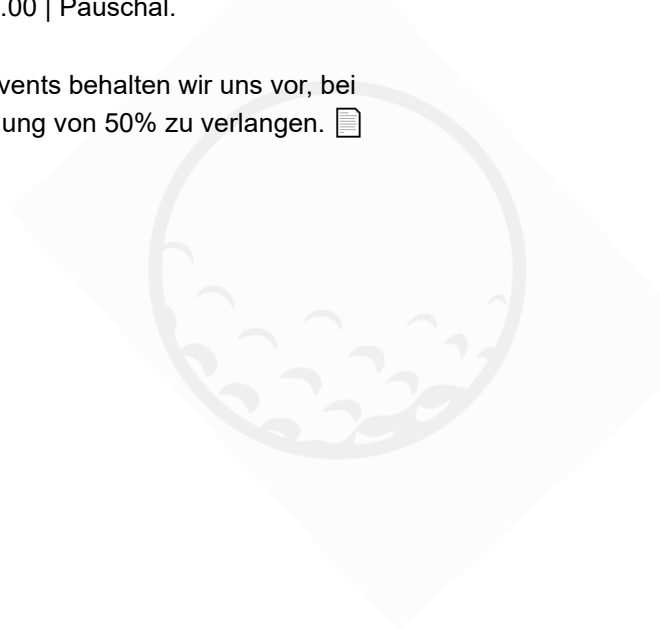 .00 | Pauschal.
vents behalten wir uns vor, bei
ung von 50% zu verlangen.